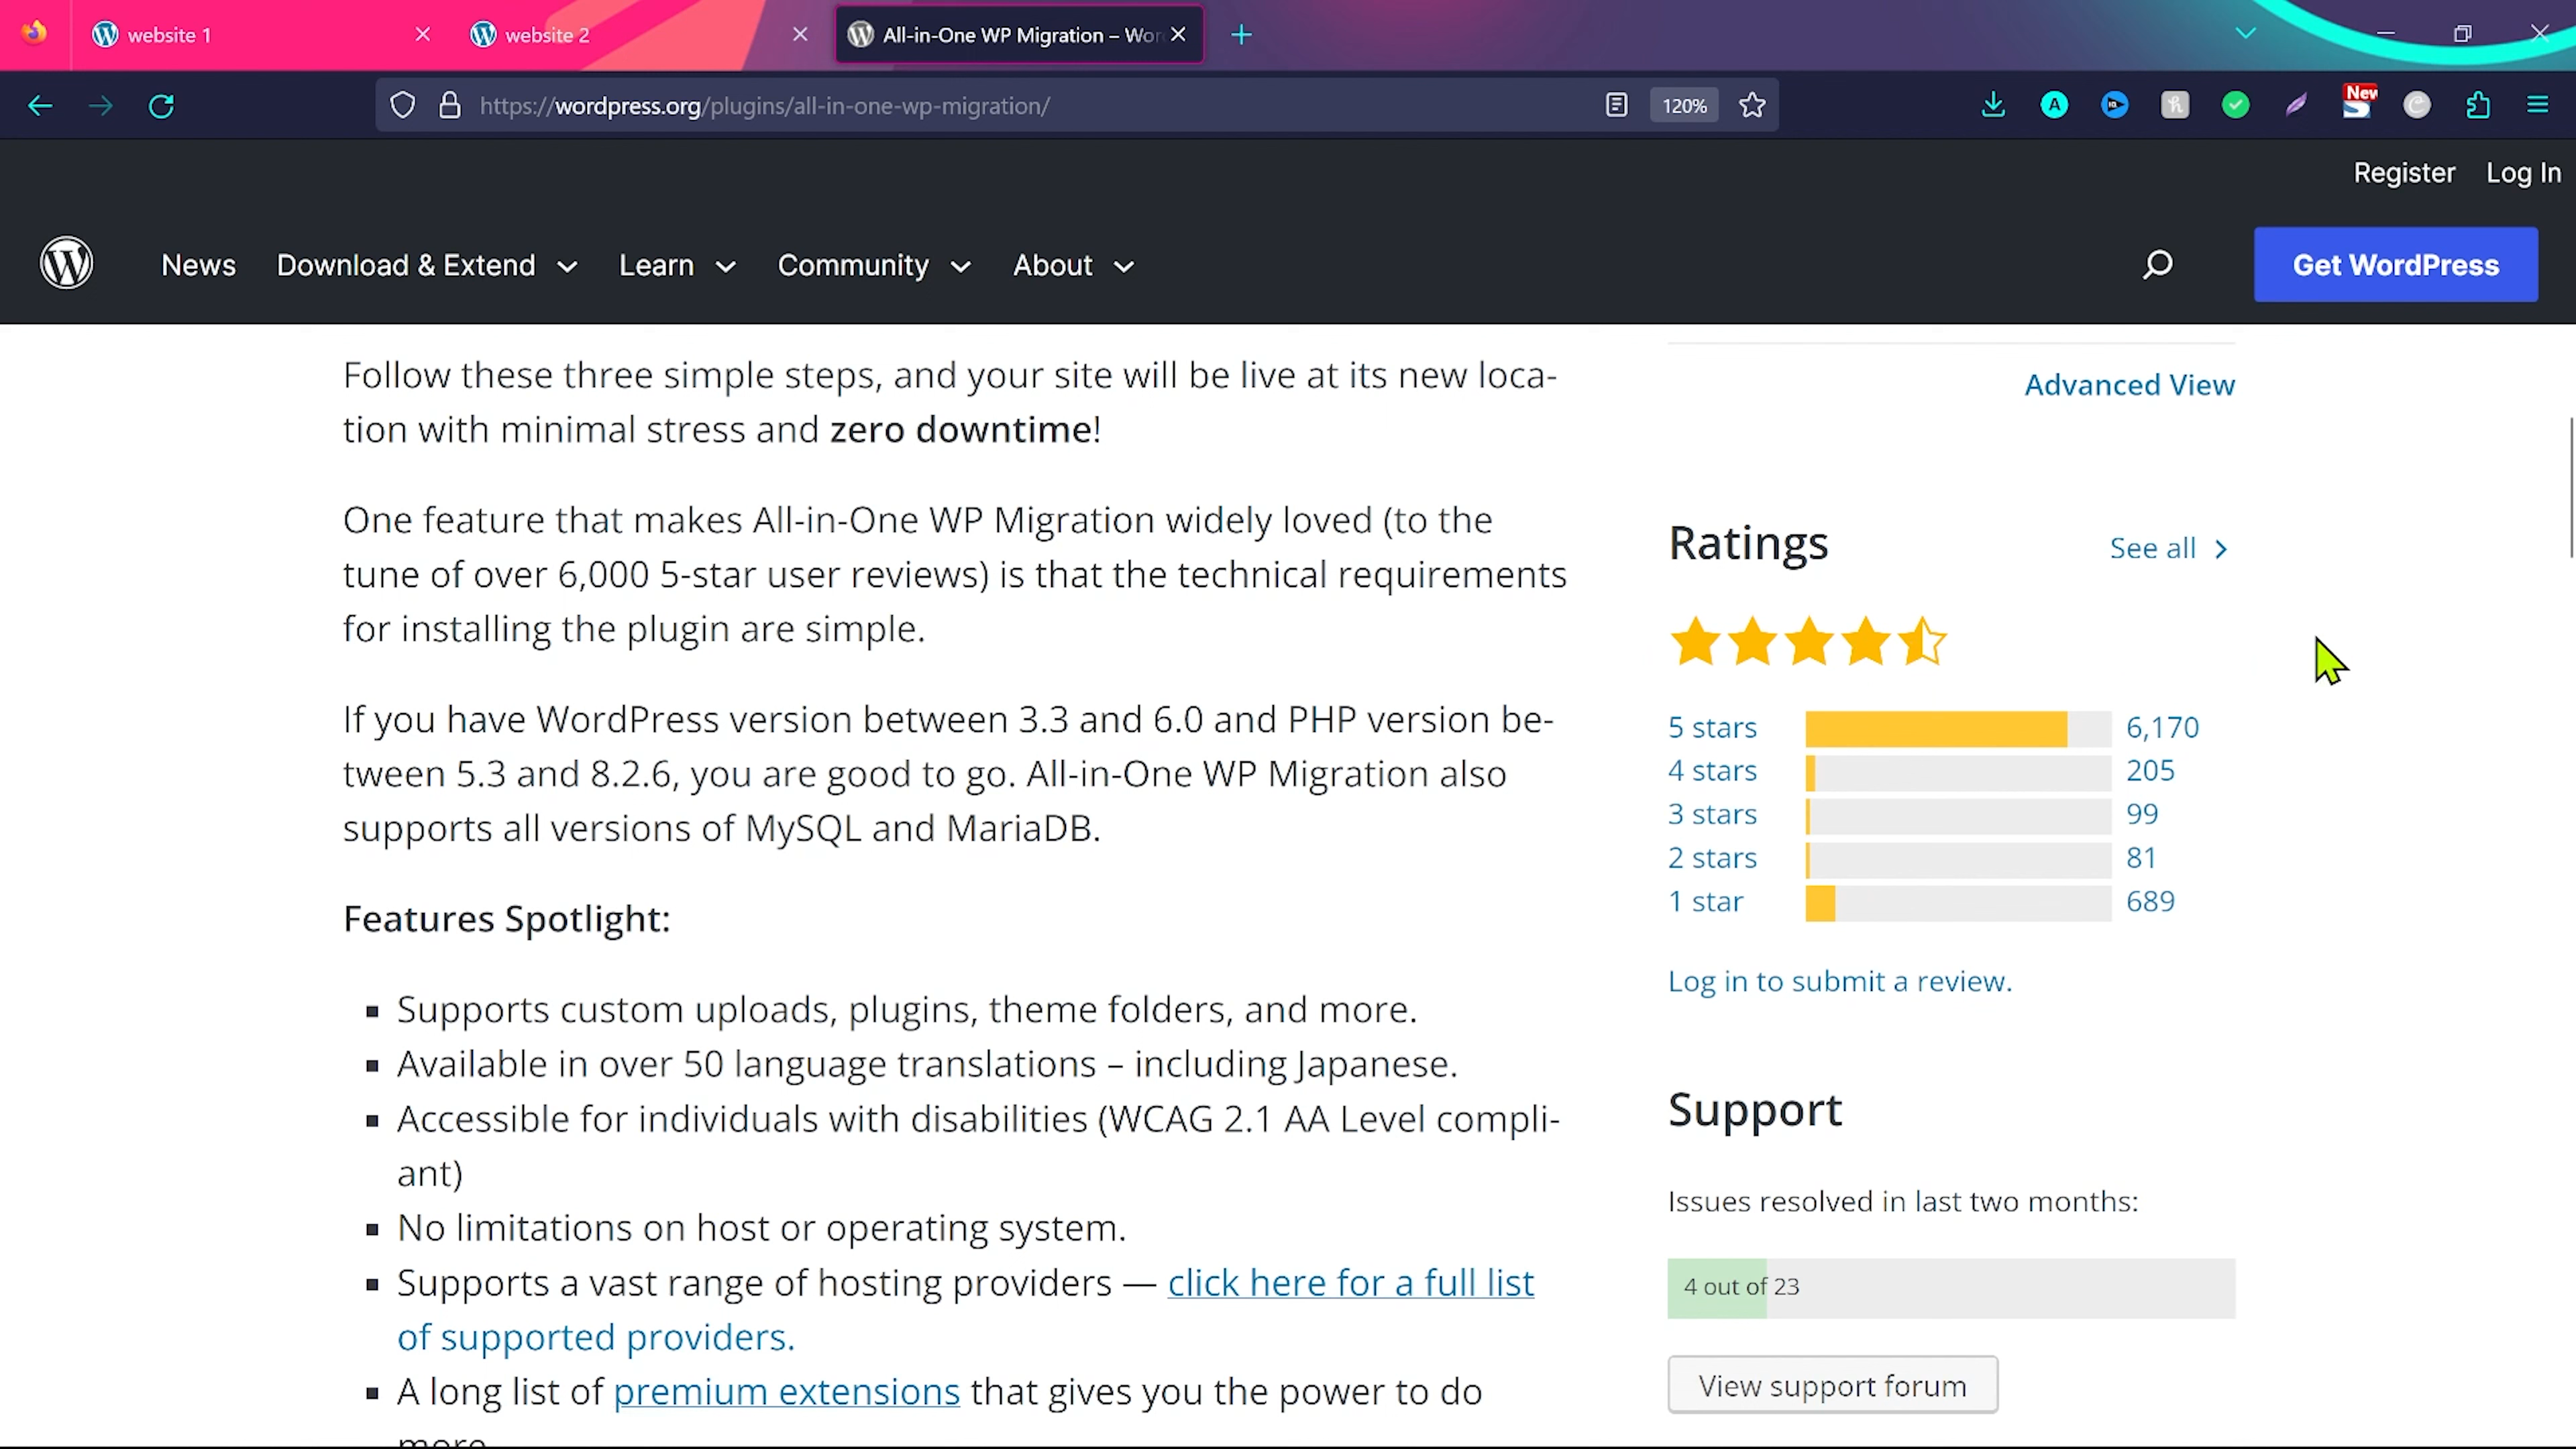 website 1
website 2
All-in-One WP Migration – Wor
https://wordpress.org/plugins/all-in-one-wp-migration/
120%
New
Register Log In
News Download & Extend Learn Community About
Get WordPress
Follow these three simple steps, and your site will be live at its new loca-
tion with minimal stress and zero downtime!
One feature that makes All-in-One WP Migration widely loved (to the
tune of over 6,000 5-star user reviews) is that the technical requirements
for installing the plugin are simple.
If you have WordPress version between 3.3 and 6.0 and PHP version be-
tween 5.3 and 8.2.6, you are good to go. All-in-One WP Migration also
supports all versions of MySQL and MariaDB.
Features Spotlight:
▪ Supports custom uploads, plugins, theme folders, and more.
▪ Available in over 50 language translations – including Japanese.
▪ Accessible for individuals with disabilities (WCAG 2.1 AA Level compli-
ant)
▪ No limitations on host or operating system.
▪ Supports a vast range of hosting providers — click here for a full list
of supported providers.
▪ A long list of premium extensions that gives you the power to do
more
Advanced View
Ratings
See all
5 stars 6,170
4 stars 205
3 stars 99
2 stars 81
1 star 689
Log in to submit a review.
Support
Issues resolved in last two months:
4 out of 23
View support forum